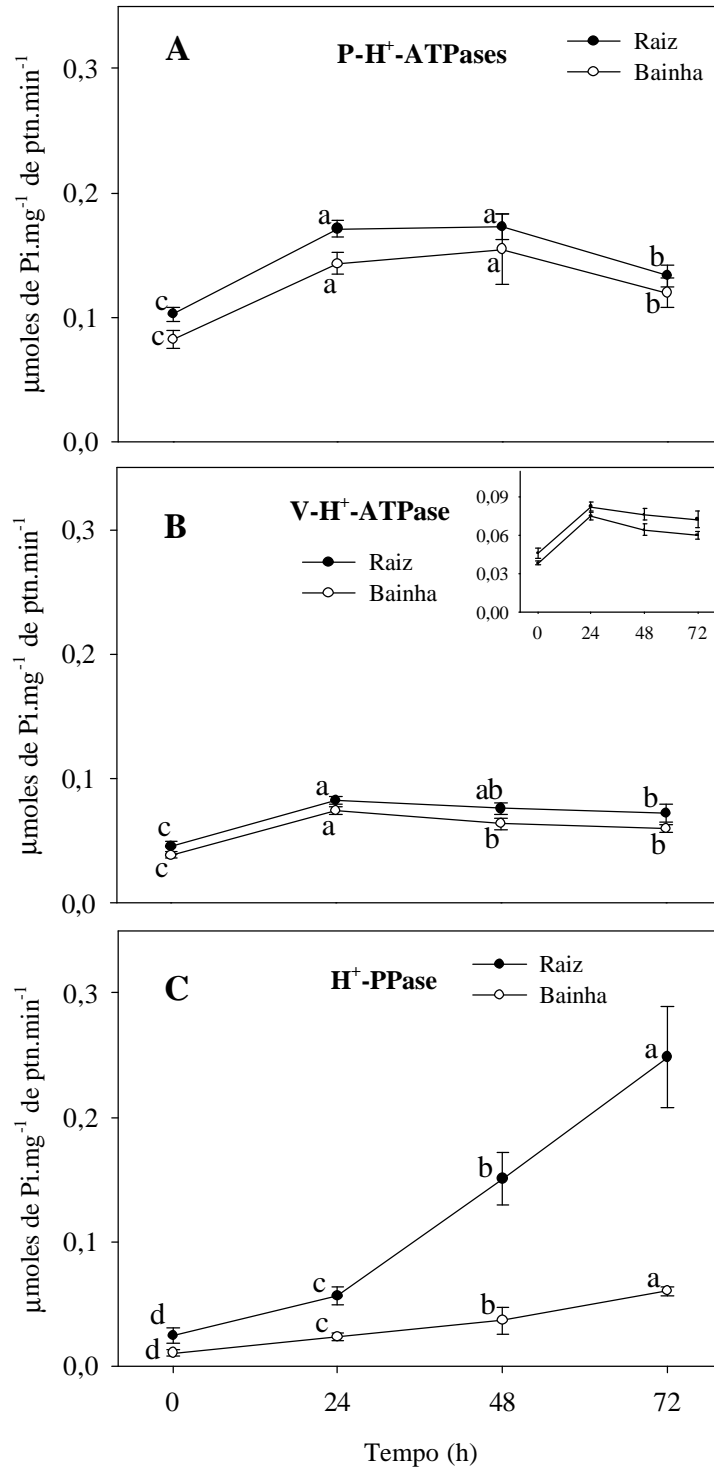 A
P-H⁺-ATPases
Raiz
Bainha
µmoles de Pi.mg⁻¹ de ptn.min⁻¹
0,3
0,2
0,1
0,0
c
a
a
b
c
a
a
b
B
V-H⁺-ATPase
Raiz
Bainha
µmoles de Pi.mg⁻¹ de ptn.min⁻¹
0,3
0,2
0,1
0,0
0,09
0,06
0,03
0,00
0 24 48 72
c
a
ab
b
c
a
b
b
C
H⁺-PPase
Raiz
Bainha
µmoles de Pi.mg⁻¹ de ptn.min⁻¹
0,3
0,2
0,1
0,0
d
c
b
a
d
c
b
a
0 24 48 72
Tempo (h)